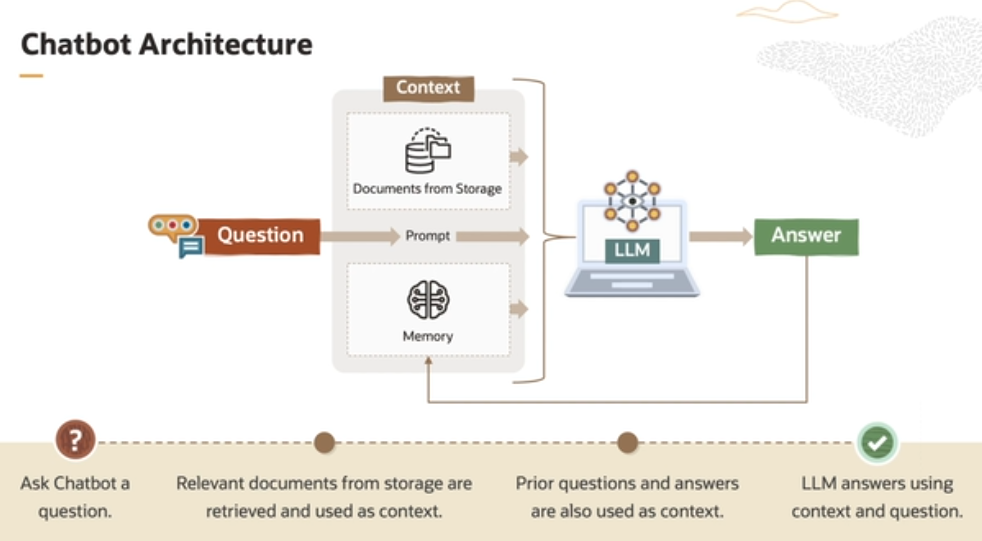 Chatbot Architecture
Context
Documents from Storage
Question
Prompt
LLM
Answer
Memory
?
Ask Chatbot a
question.
Relevant documents from storage are
retrieved and used as context.
Prior questions and answers
are also used as context.
LLM answers using
context and question.